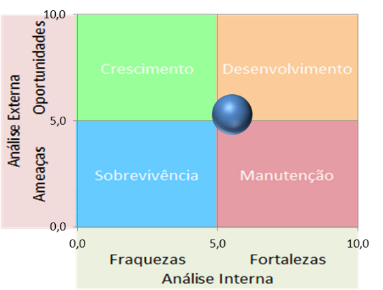 10,0
Análise Externa
Oportunidades
Crescimento
Desenvolvimento
5,0
Ameaças
Sobrevivência
Manutenção
0,0
0,0
5,0
10,0
Fraquezas
Fortalezas
Análise Interna